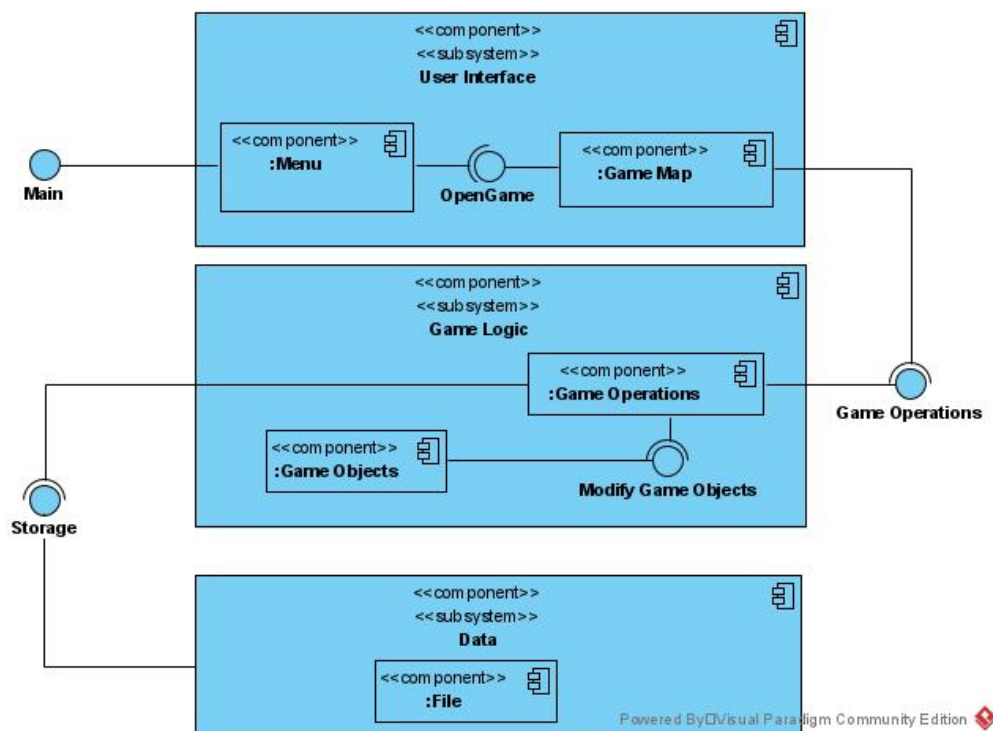 <<component>>
<<subsystem>>
User Interface
<<component>>
:Menu
<<component>>
:Game Map
Main
OpenGame
<<component>>
<<subsystem>>
Game Logic
<<component>>
:Game Operations
Game Operations
<<component>>
:Game Objects
Modify Game Objects
Storage
<<component>>
<<subsystem>>
Data
<<component>>
:File
Powered By□Visual Paradigm Community Edition